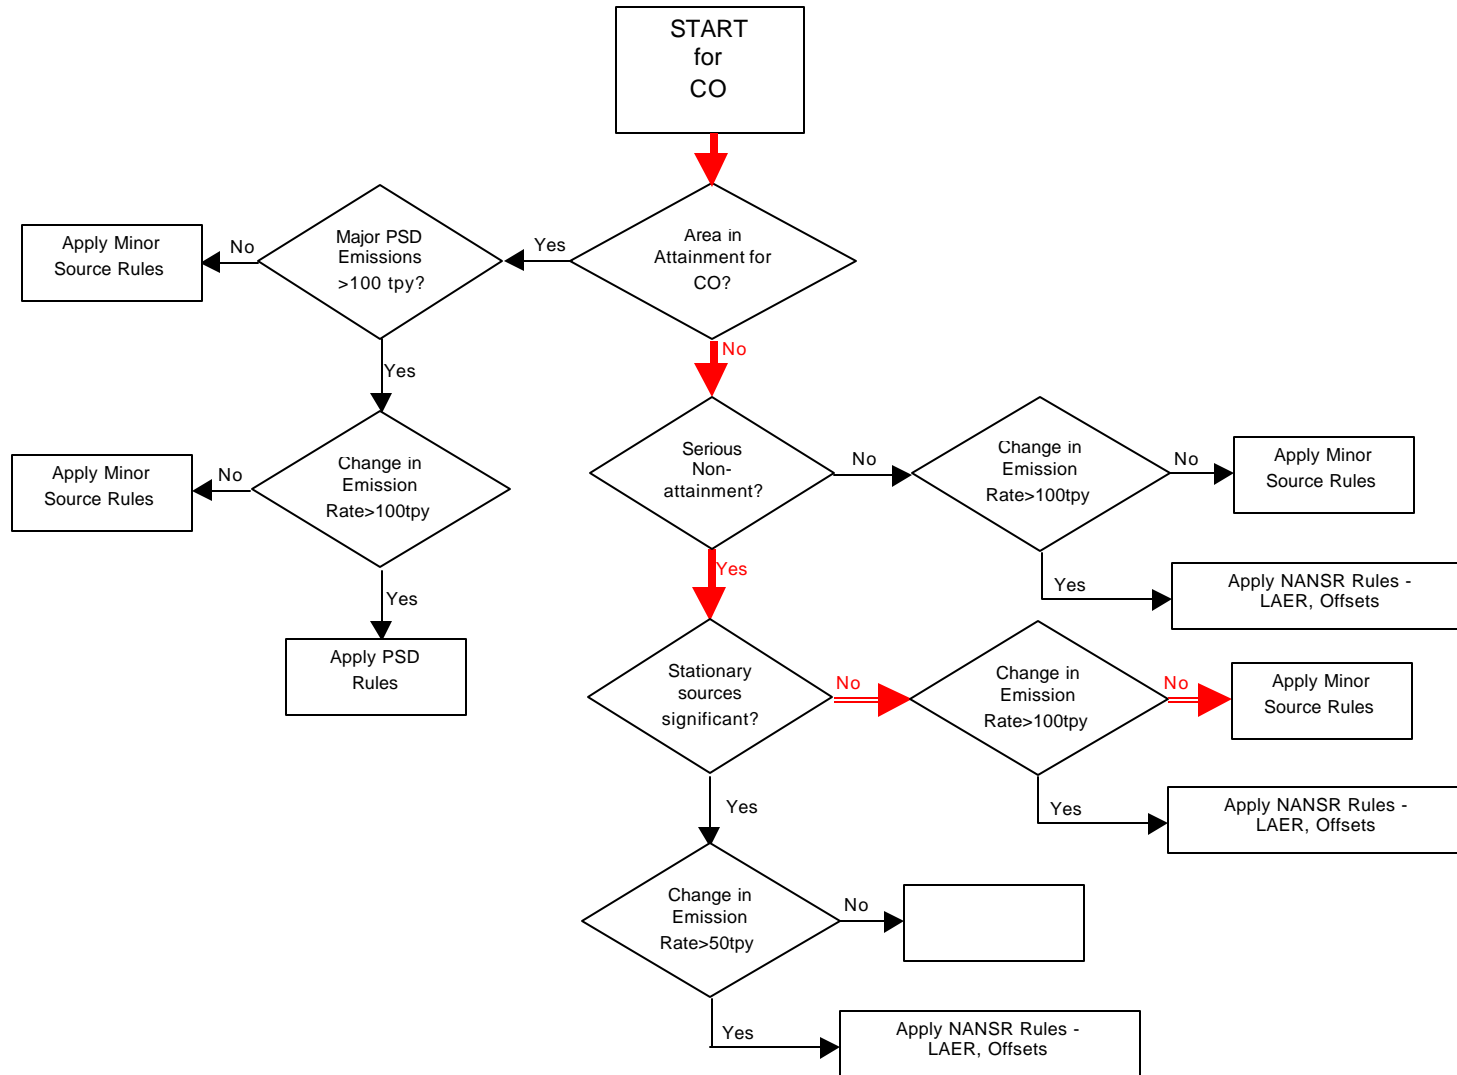 START
for
CO
Area in
Attainment for
CO?
Yes
Major PSD
Emissions
>100 tpy?
No
Apply Minor
Source Rules
Yes
Change in
Emission
Rate>100tpy
No
Apply Minor
Source Rules
Yes
Apply PSD
Rules
No
Serious
Non-
attainment?
No
Change in
Emission
Rate>100tpy
No
Apply Minor
Source Rules
Yes
Apply NANSR Rules -
LAER, Offsets
Yes
Stationary
sources
significant?
No
Change in
Emission
Rate>100tpy
No
Apply Minor
Source Rules
Yes
Apply NANSR Rules -
LAER, Offsets
Yes
Change in
Emission
Rate>50tpy
No
Yes
Apply NANSR Rules -
LAER, Offsets